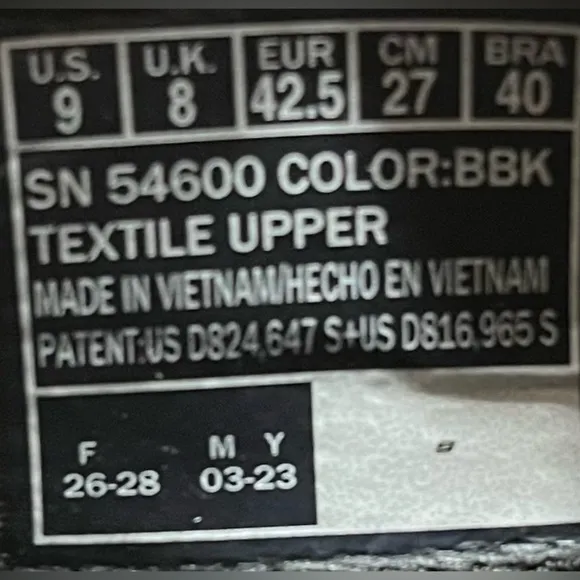 U.S. U.K. EUR CM BRA
9 8 42.5 27 40
SN 54600 COLOR:BBK
TEXTILE UPPER
MADE IN VIETNAM/HECHO EN VIETNAM
PATENT:US D824,647 S+US D816,965 S
F M Y
26-28 03-23